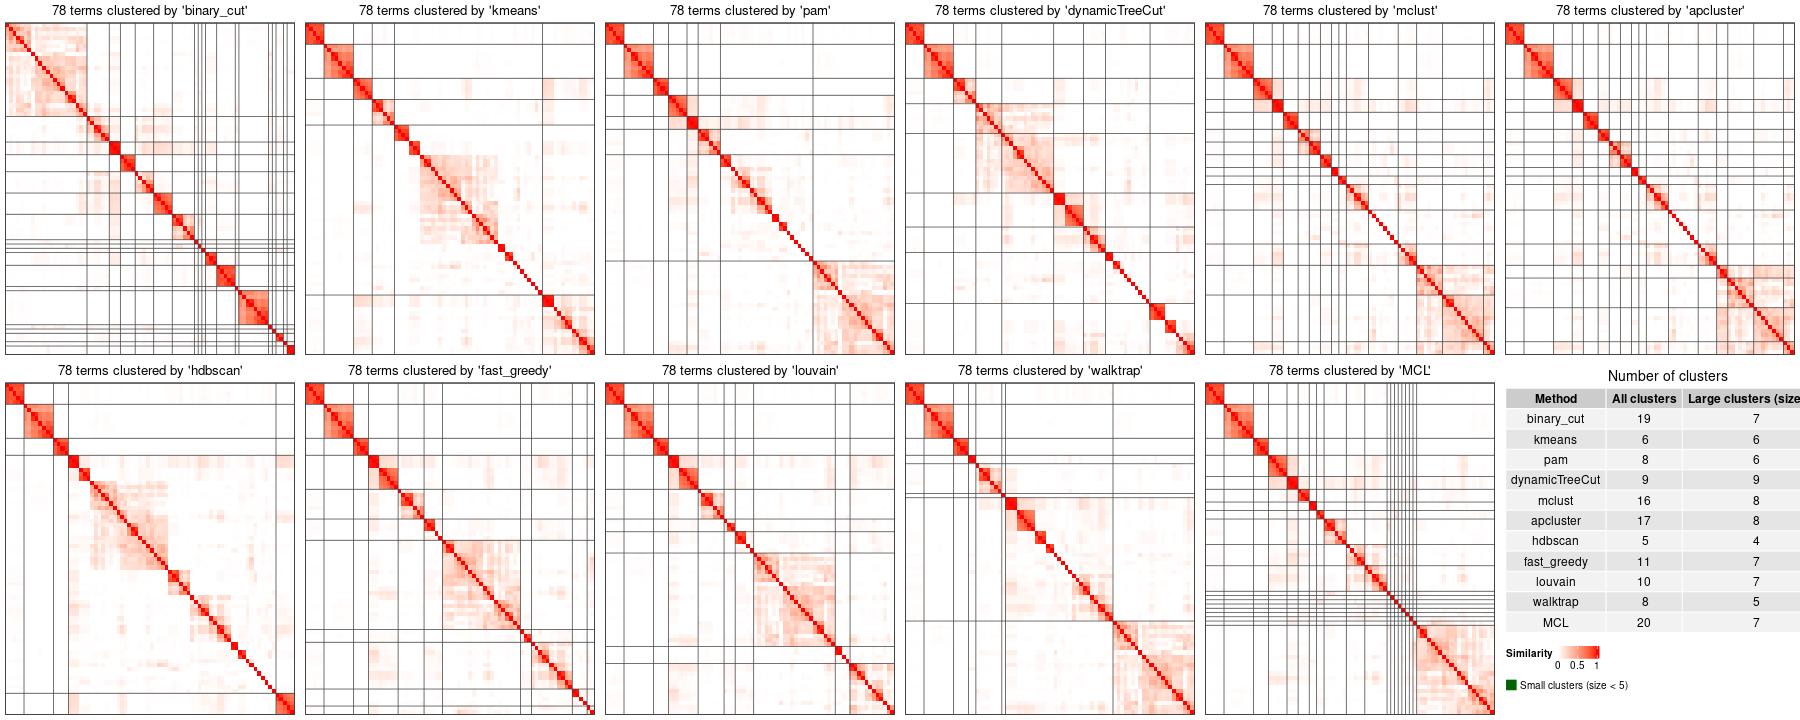 78 terms clustered by 'binary_cut'
78 terms clustered by 'kmeans'
78 terms clustered by 'pam'
78 terms clustered by 'dynamicTreeCut'
78 terms clustered by 'mclust'
78 terms clustered by 'apcluster'
78 terms clustered by 'hdbscan'
78 terms clustered by 'fast_greedy'
78 terms clustered by 'louvain'
78 terms clustered by 'walktrap'
78 terms clustered by 'MCL'
Number of clusters
Method All clusters Large clusters (size
binary_cut 19 7
kmeans 6 6
pam 8 6
dynamicTreeCut 9 9
mclust 16 8
apcluster 17 8
hdbscan 5 4
fast_greedy 11 7
louvain 10 7
walktrap 8 5
MCL 20 7
Similarity
0 0.5 1
Small clusters (size < 5)